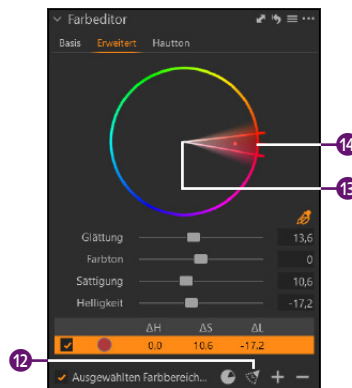 Farbeditor
Basis Erweitert Hautton
14
13
Glättung 13,6
Farbton 0
Sättigung 10,6
Helligkeit -17,2
ΔH ΔS ΔL
0,0 10.6 -17.2
12
Ausgewählten Farbbereich...